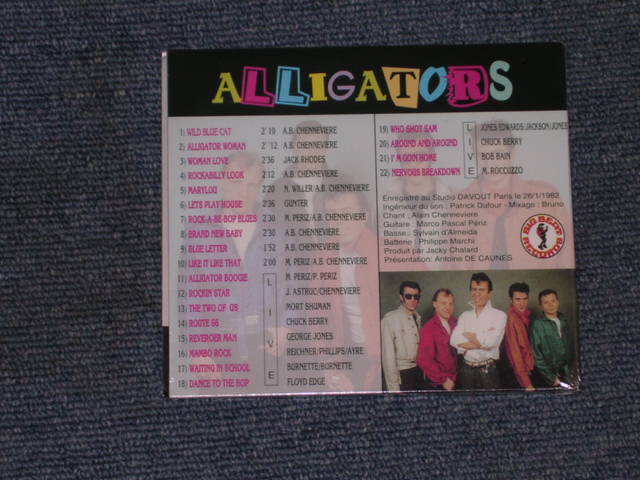 ALLIGATORS
1) WILD BLUE CAT 2'10 A.B. CHENNEVIERE
2) ALLIGATOR WOMAN 2'12 A.B. CHENNEVIERE
3) WOMAN LOVE 2'36 JACK RHODES
4) ROCKABILLY LOOK 2'12 A.B. CHENNEVIERE
5) MARYLOU 2'20 N. WILLER/A.B. CHENNEVIERE
6) LETS PLAY HOUSE 2'36 GUNTER
7) ROCK-A-BE-BOP BLUES 2'30 M. PERIZ/A.B. CHENNEVIERE
8) BRAND NEW BABY 2'30 A.B. CHENNEVIERE
9) BLUE LETTER 1'52 A.B. CHENNEVIERE
10) LIKE IT LIKE THAT 2'00 M. PERIZ/A.B. CHENNEVIERE
11) ALLIGATOR BOOGIE M. PERIZ/P. PERIZ
12) ROCKIN STAR J. ASTRUC/CHENNEVIERE
13) THE TWO OF US MORT SHUMAN
14) ROUTE 66 CHUCK BERRY
15) REVEROER MAN GEORGE JONES
16) MAMBO ROCK REICHNER/PHILLIPS/AYRE
17) WAITING IN SCHOOL BURNETTE/BURNETTE
18) DANCE TO THE BOP FLOYD EDGE
LIVE
19) WHO SHOT SAM JONES/EDWARDS/JACKSON/JONES
20) AROUND AND AROUND CHUCK BERRY
21) I'M GOIN HOME BOB BAIN
22) NERVOUS BREAKDOWN M. ROCCUZZO
LIVE
Enregistré au Studio DAVOUT Paris le 26/1/1982
Ingénieur du son : Patrick Dufour - Mixage : Bruno
Chant : Alain Chennevière
Guitare : Marco Pascal Périz
Basse : Sylvain d'Almeida
Batterie : Philippe Marchi
Produit par Jacky Chalard
Présentation: Antoine DE CAUNES
BIG BEAT RECORDS